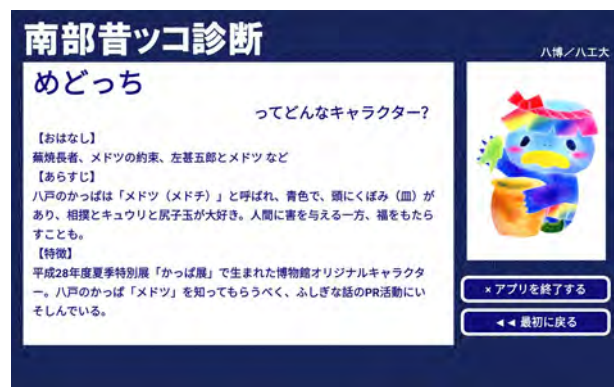 南部昔ッコ診断
八博／八工大
めどっち
ってどんなキャラクター？
【おはなし】
蕪焼長者、メドツの約束、左甚五郎とメドツ など
【あらすじ】
八戸のかっぱは「メドツ（メドチ）」と呼ばれ、青色で、頭にくぼみ（皿）が
あり、相撲とキュウリと尻子玉が大好き。人間に害を与える一方、福をもたら
すことも。
【特徴】
平成28年度夏季特別展「かっぱ展」で生まれた博物館オリジナルキャラクタ
ー。八戸のかっぱ「メドツ」を知ってもらうべく、ふしぎな話のPR活動にい
そしんでいる。
×アプリを終了する
◄◄ 最初に戻る